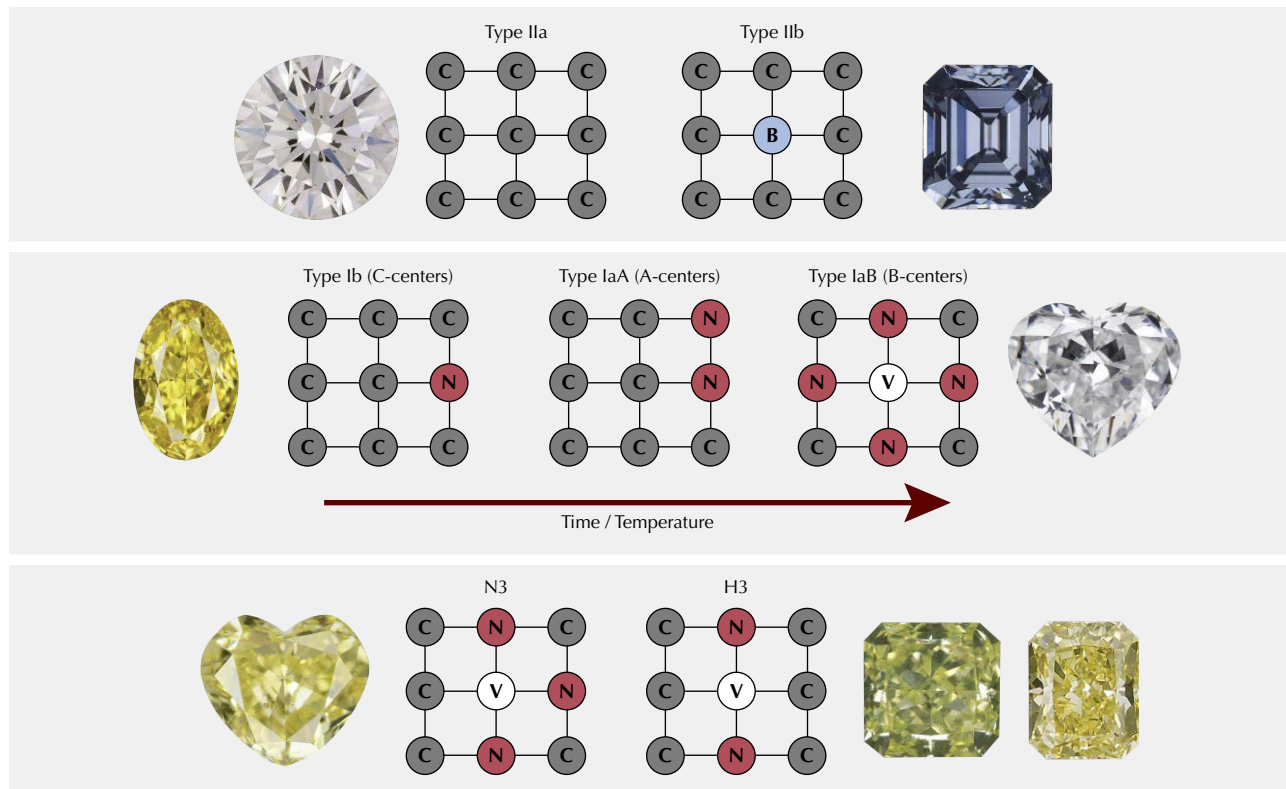 Type IIa Type IIb
C C C C C C
C C C C B C
C C C C C C
Type Ib (C-centers) Type IaA (A-centers) Type IaB (B-centers)
C C C C C N C N C
C C N C C N N V N
C C C C C C C N C
Time / Temperature
N3 H3
C N C C N C
C V N C V C
C N C C N C